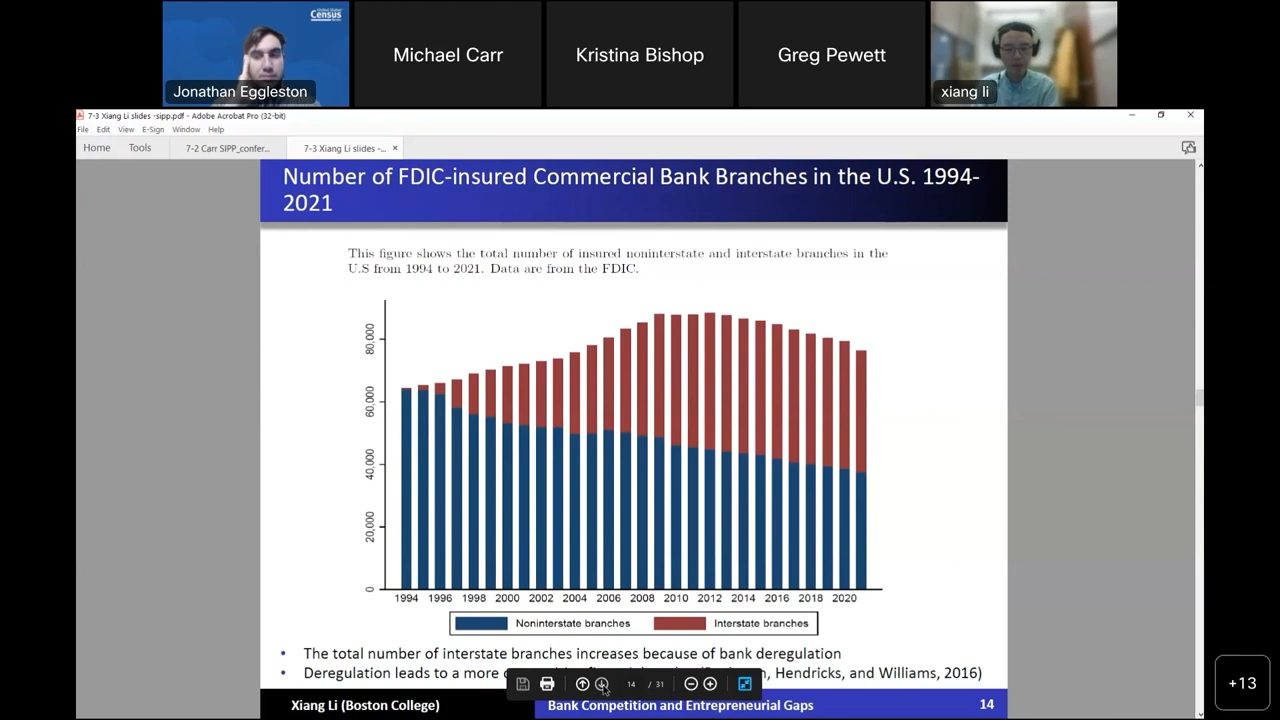 United States®
Census
Bureau
Jonathan Eggleston
Michael Carr
Kristina Bishop
Greg Pewett
xiang li
7-3 Xiang Li slides -sipp.pdf - Adobe Acrobat Pro (32-bit)
File Edit View E-Sign Window Help
Home Tools 7-2 Carr SIPP_confer... 7-3 Xiang Li slides -... ×
Number of FDIC-insured Commercial Bank Branches in the U.S. 1994-
2021
This figure shows the total number of insured noninterstate and interstate branches in the
U.S from 1994 to 2021. Data are from the FDIC.
80,000
60,000
40,000
20,000
0
1994 1996 1998 2000 2002 2004 2006 2008 2010 2012 2014 2016 2018 2020
Noninterstate branches Interstate branches
• The total number of interstate branches increases because of bank deregulation
• Deregulation leads to a more Hendricks, and Williams, 2016)
14 / 31
Xiang Li (Boston College) Bank Competition and Entrepreneurial Gaps 14
+13